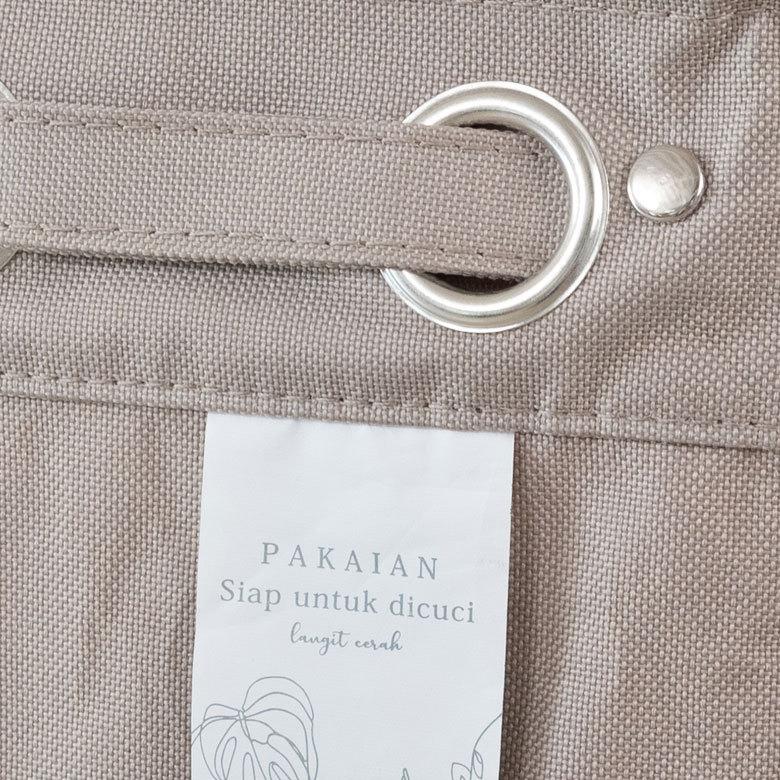 PAKAIAN
Siap untuk dicuci
langit cerah